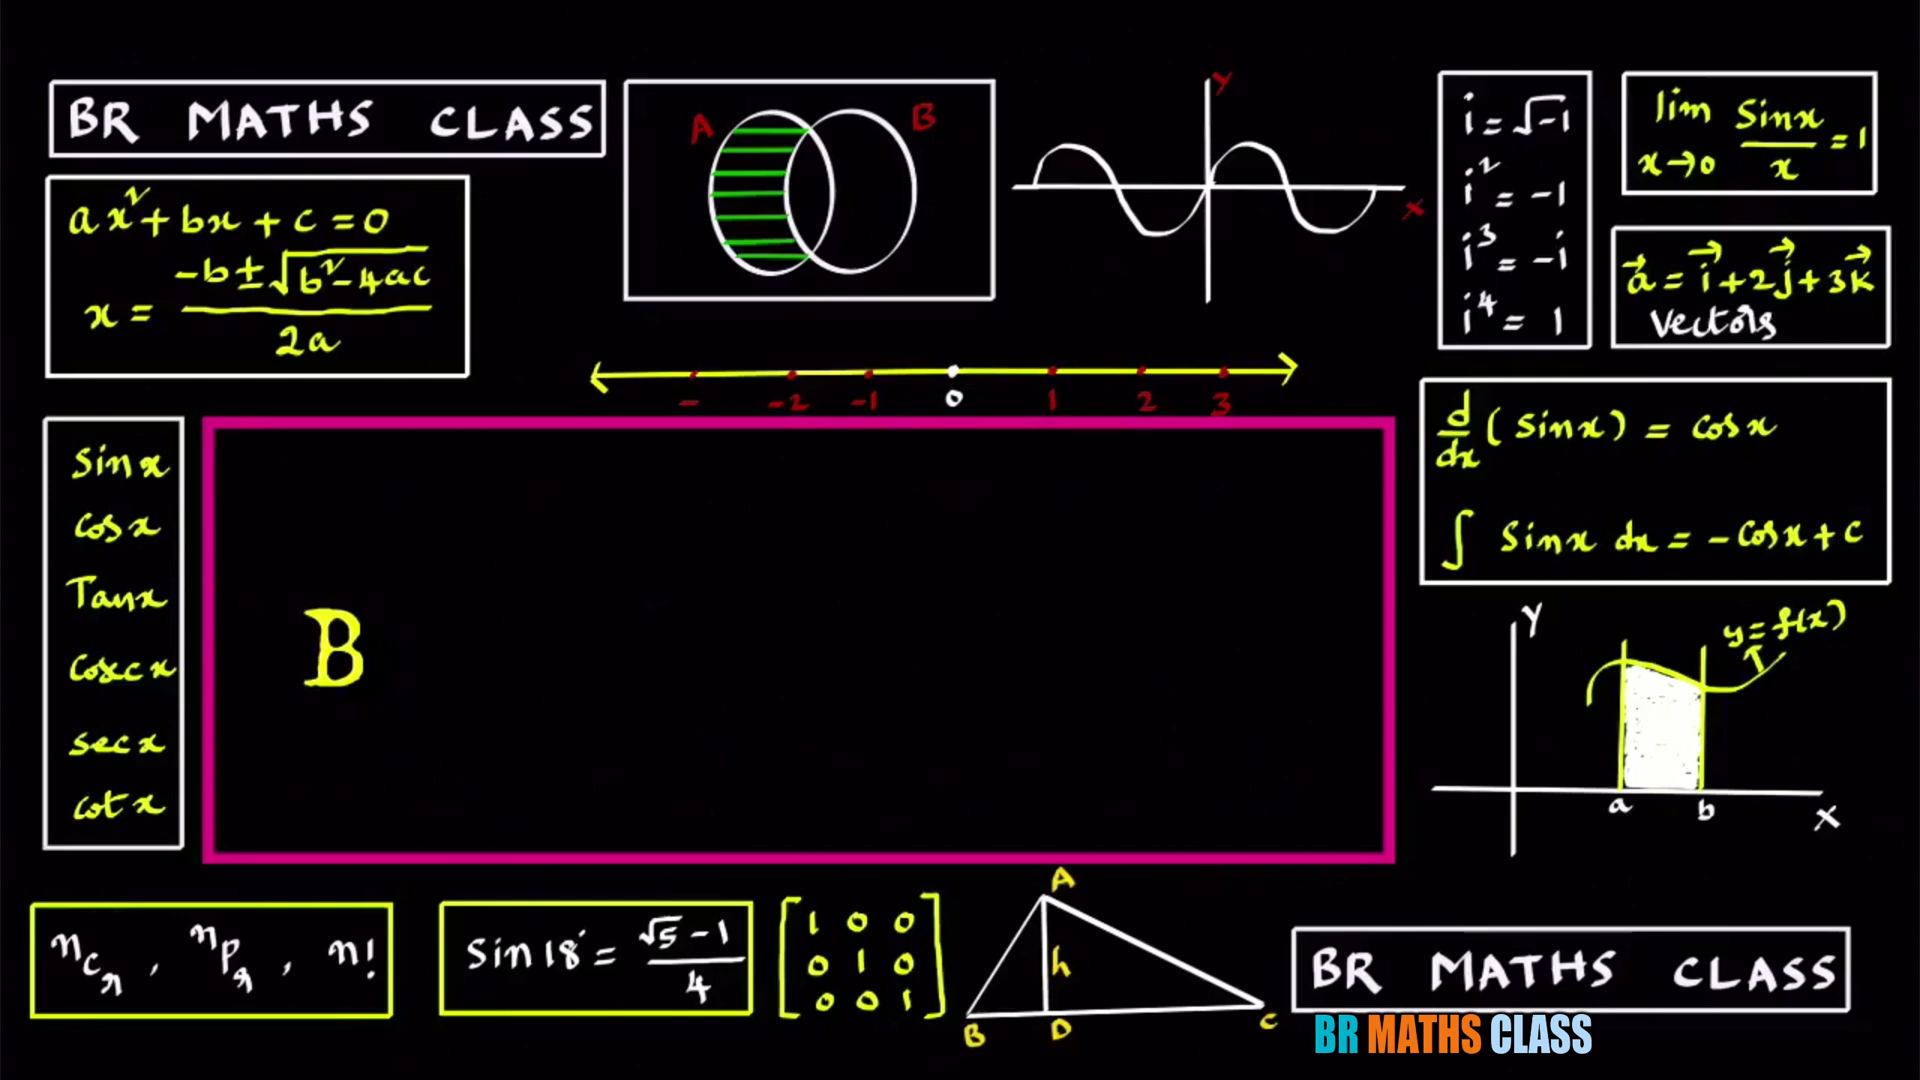 BR MATHS CLASS
ax²+bx+c=0
x = (-b±√(b²-4ac))/2a
A B
Y
X
i=√-1
i²=-1
i³=-i
i⁴=1
lim x→0 Sinx/x =1
a⃗=i⃗+2j⃗+3k⃗
Vectors
- -2 -1 0 1 2 3
Sinx
Cosx
Tanx
Cosecx
secx
cotx
B
d/dx(Sinx)=Cosx
∫ Sinx dx=-Cosx+c
Y
y=f(x)
a b X
nCr, nPr, n!
Sin18°=(√5-1)/4
1 0 0
0 1 0
0 0 1
A
h
B D C
BR MATHS CLASS
BR MATHS CLASS